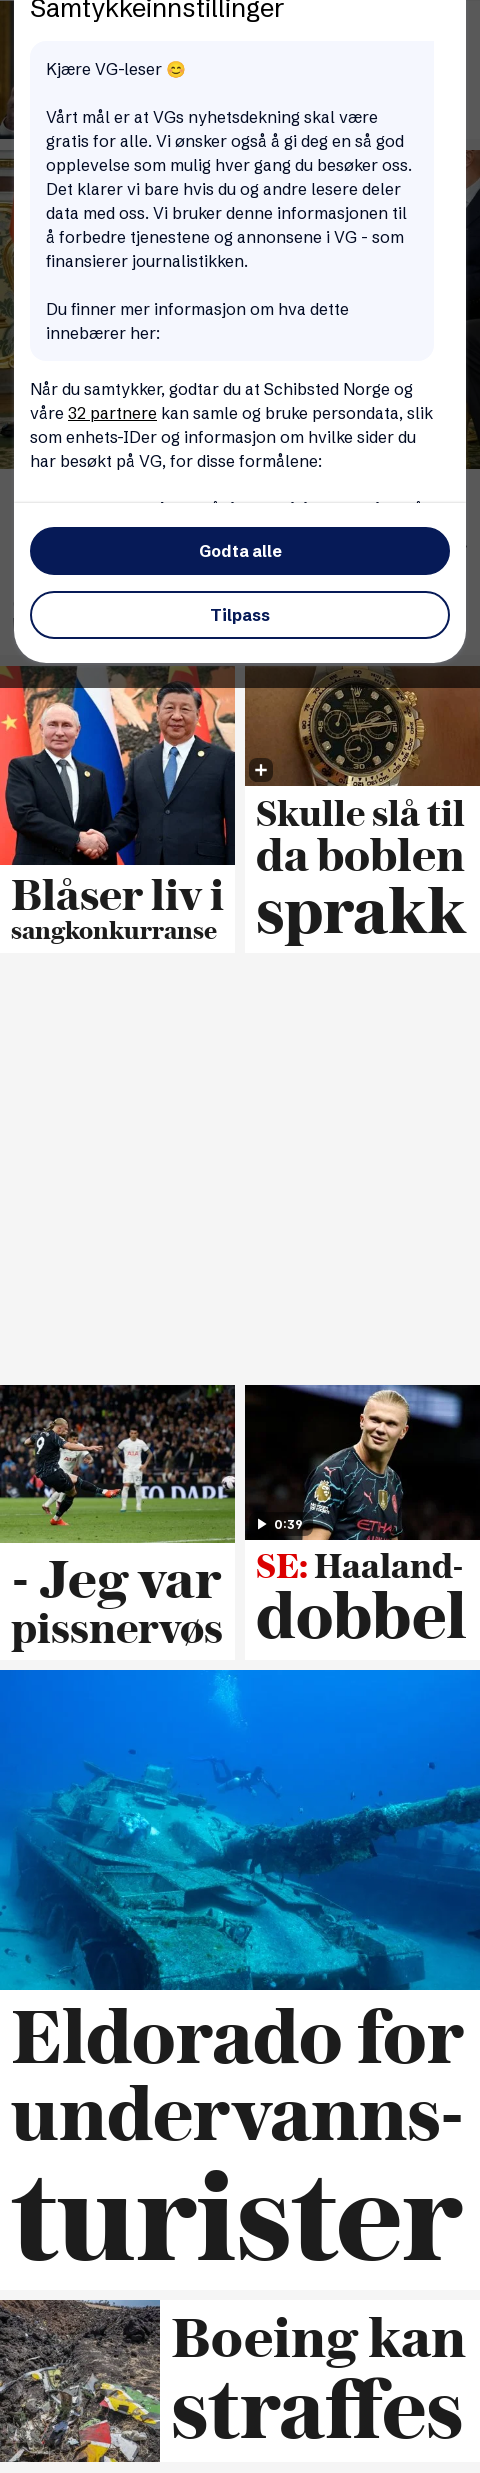 Samtykkeinnstillinger
Kjære VG-leser 😊
Vårt mål er at VGs nyhetsdekning skal være
gratis for alle. Vi ønsker også å gi deg en så god
opplevelse som mulig hver gang du besøker oss.
Det klarer vi bare hvis du og andre lesere deler
data med oss. Vi bruker denne informasjonen til
å forbedre tjenestene og annonsene i VG - som
finansierer journalistikken.
Du finner mer informasjon om hva dette
innebærer her:
Når du samtykker, godtar du at Schibsted Norge og
våre 32 partnere kan samle og bruke persondata, slik
som enhets-IDer og informasjon om hvilke sider du
har besøkt på VG, for disse formålene:
Godta alle
Tilpass
Blåser liv i
sangkonkurranse
Skulle slå til
da boblen
sprakk
9
TO DARE
- Jeg var
pissnervøs
0:39
SE: Haaland-
dobbel
Eldorado for
undervanns-
turister
Boeing kan
straffes